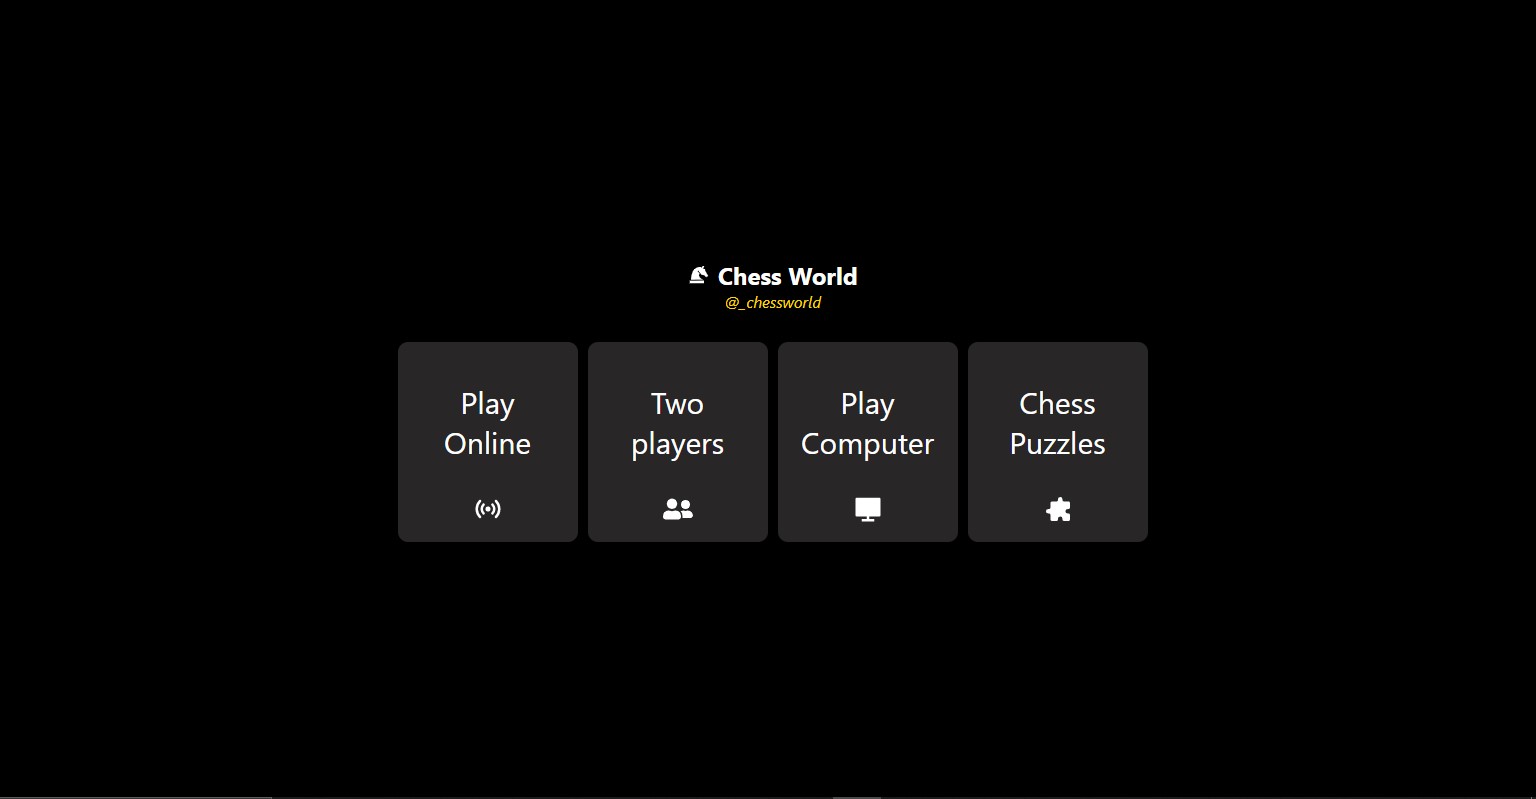 Chess World
@_chessworld
Play
Online
Two
players
Play
Computer
Chess
Puzzles